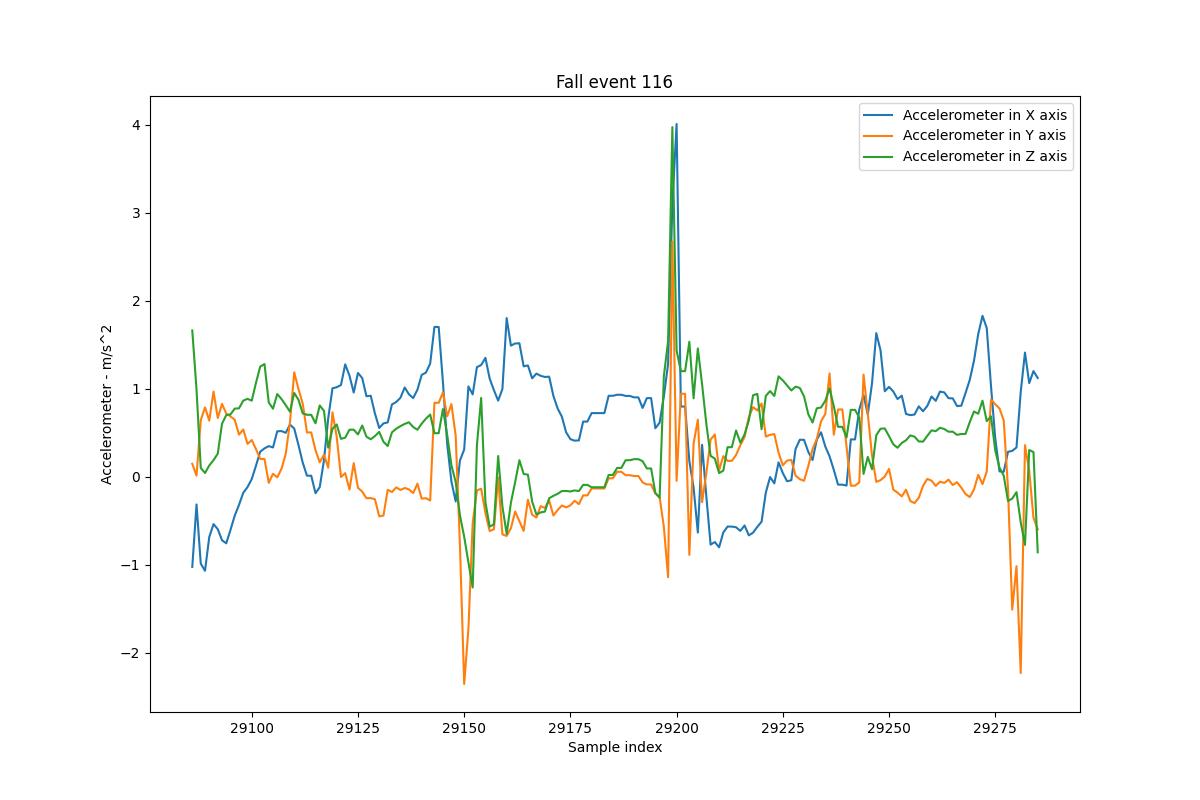 Fall event 116
Accelerometer in X axis
Accelerometer in Y axis
Accelerometer in Z axis
4
3
2
1
0
−1
−2
Accelerometer - m/s^2
29100 29125 29150 29175 29200 29225 29250 29275
Sample index